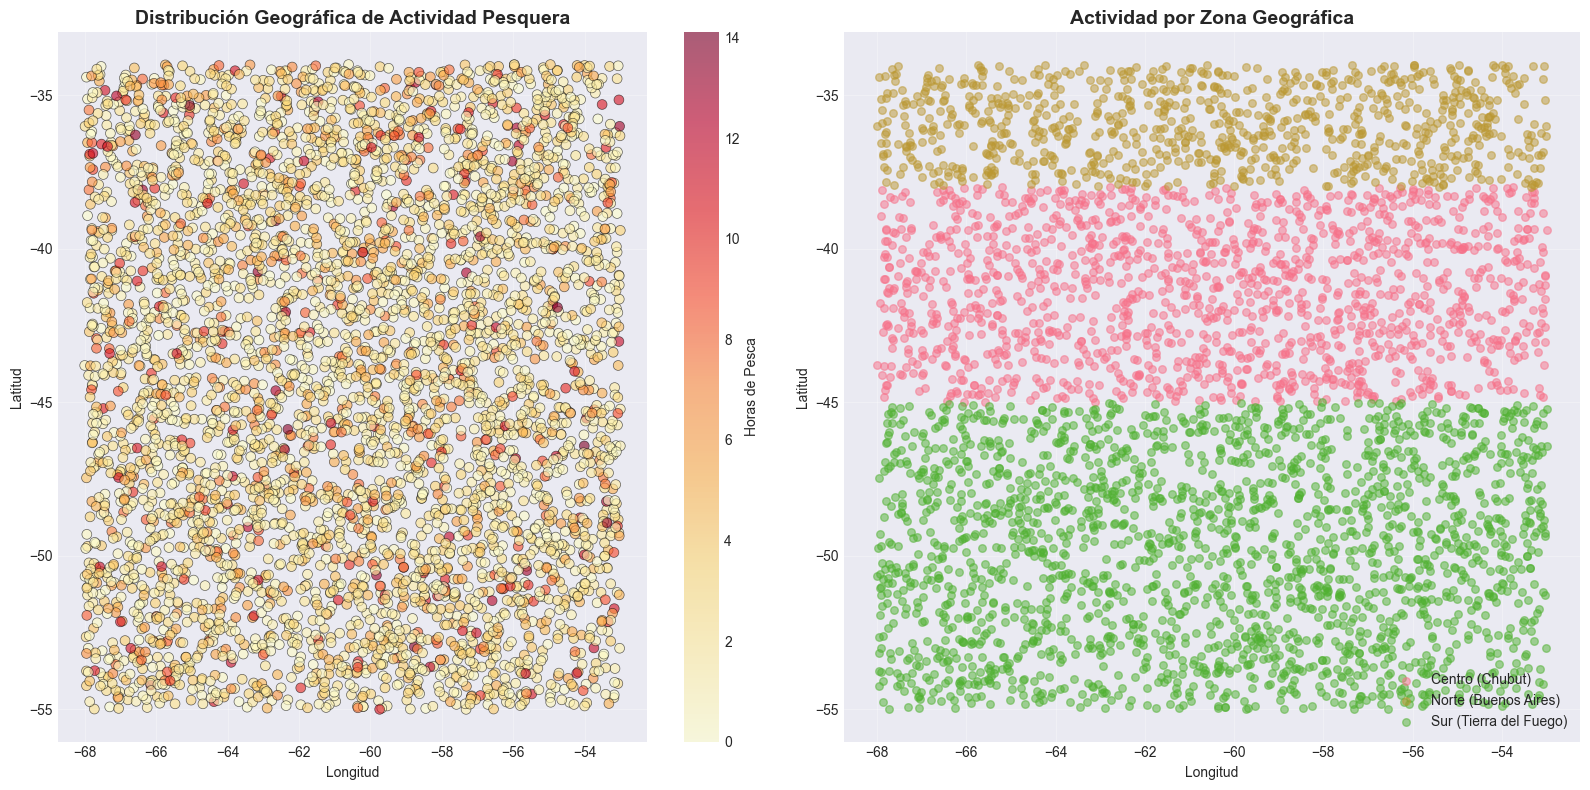 Distribución Geográfica de Actividad Pesquera
−35
−40
−45
−50
−55
Latitud
−68 −66 −64 −62 −60 −58 −56 −54
Longitud
14
12
10
8
6
4
2
0
Horas de Pesca
Actividad por Zona Geográfica
−35
−40
−45
−50
−55
Latitud
−68 −66 −64 −62 −60 −58 −56 −54
Longitud
Centro (Chubut)
Norte (Buenos Aires)
Sur (Tierra del Fuego)